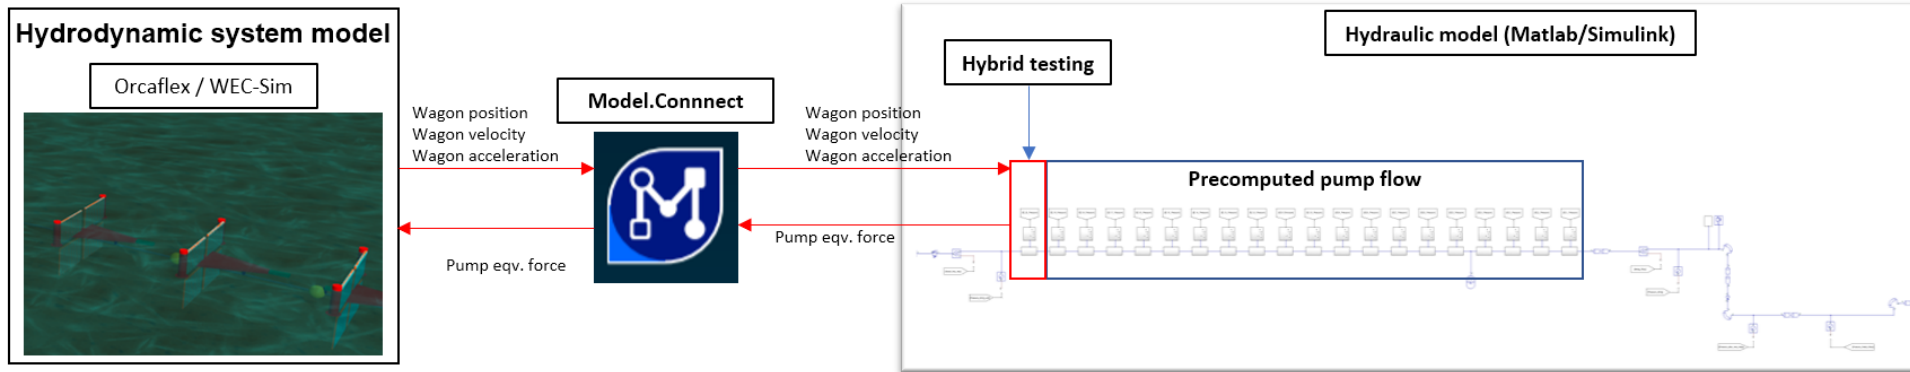 Hydrodynamic system model
Orcaflex / WEC-Sim
Wagon position
Wagon velocity
Wagon acceleration
Pump eqv. force
Model.Connnect
Wagon position
Wagon velocity
Wagon acceleration
Pump eqv. force
Hybrid testing
Hydraulic model (Matlab/Simulink)
Precomputed pump flow